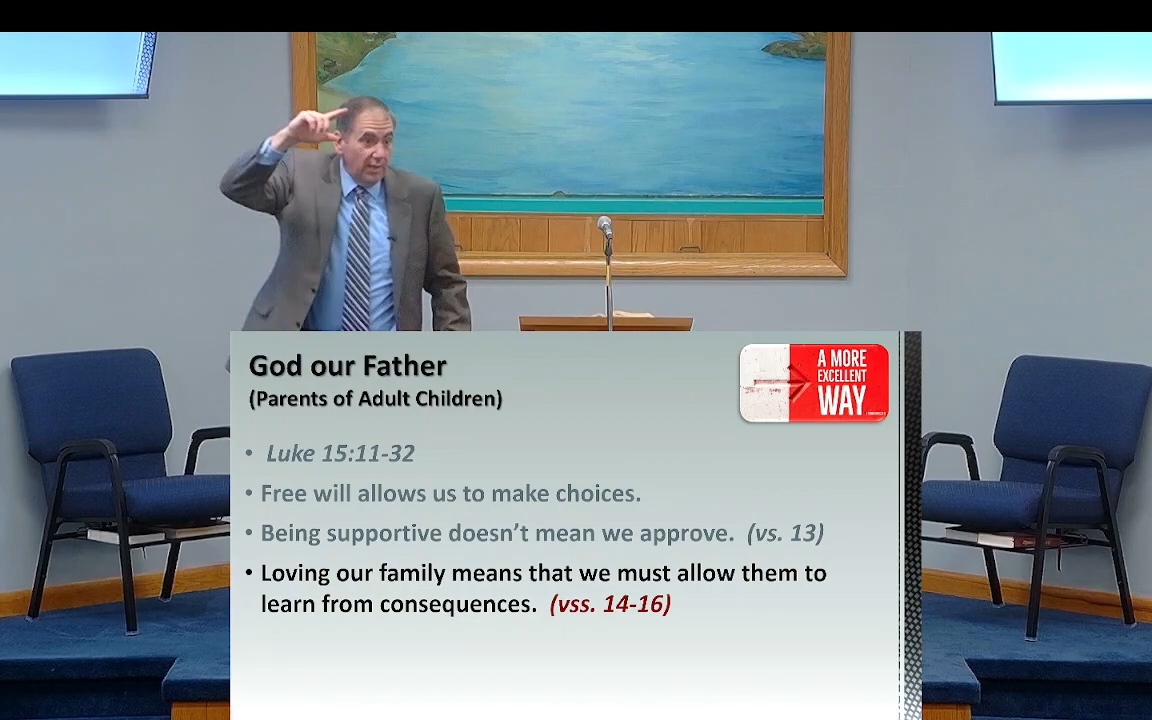 God our Father
(Parents of Adult Children)
A MORE
EXCELLENT
WAY
• Luke 15:11-32
• Free will allows us to make choices.
• Being supportive doesn't mean we approve. (vs. 13)
• Loving our family means that we must allow them to
learn from consequences. (vss. 14-16)